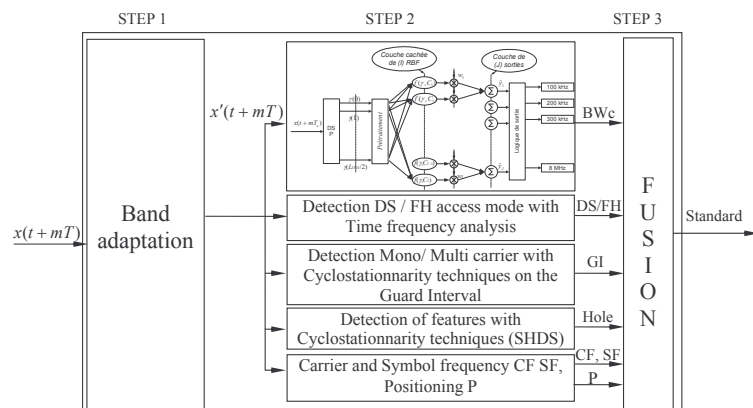 STEP 1
STEP 2
STEP 3
Couche cachée
de (I) RBF
Couche de
(J) sorties
x'(t + mT)
DS
P
Prétraitement
Logique de sortie
100 kHz
200 kHz
300 kHz
8 MHz
BWc
Band
adaptation
x(t + mT)
Detection DS / FH access mode with
Time frequency analysis
DS/FH
Detection Mono/ Multi carrier with
Cyclostationnarity techniques on the
Guard Interval
GI
Detection of features with
Cyclostationnarity techniques (SHDS)
Hole
Carrier and Symbol frequency CF SF,
Positioning P
CF, SF
P
F
U
S
I
O
N
Standard